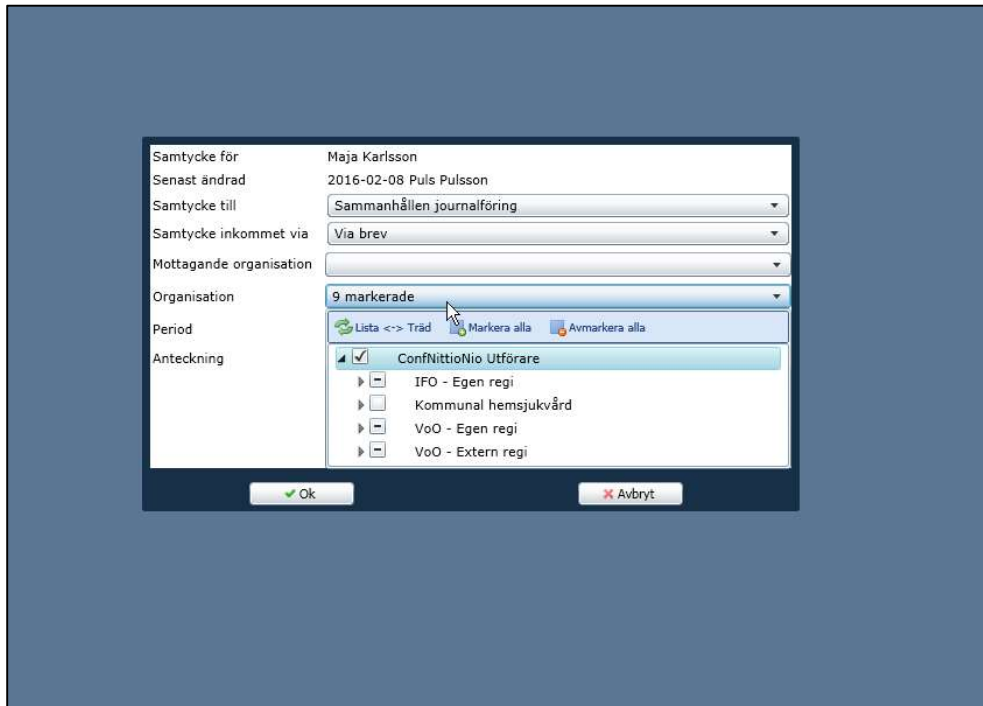 Samtycke för Maja Karlsson
Senast ändrad 2016-02-08 Puls Pulsson
Samtycke till Sammanhållen journalföring
Samtycke inkommet via Via brev
Mottagande organisation
Organisation 9 markerade
Period Lista <-> Träd Markera alla Avmarkera alla
Anteckning ConfNittioNio Utförare
IFO - Egen regi
Kommunal hemsjukvård
VoO - Egen regi
VoO - Extern regi
Ok Avbryt